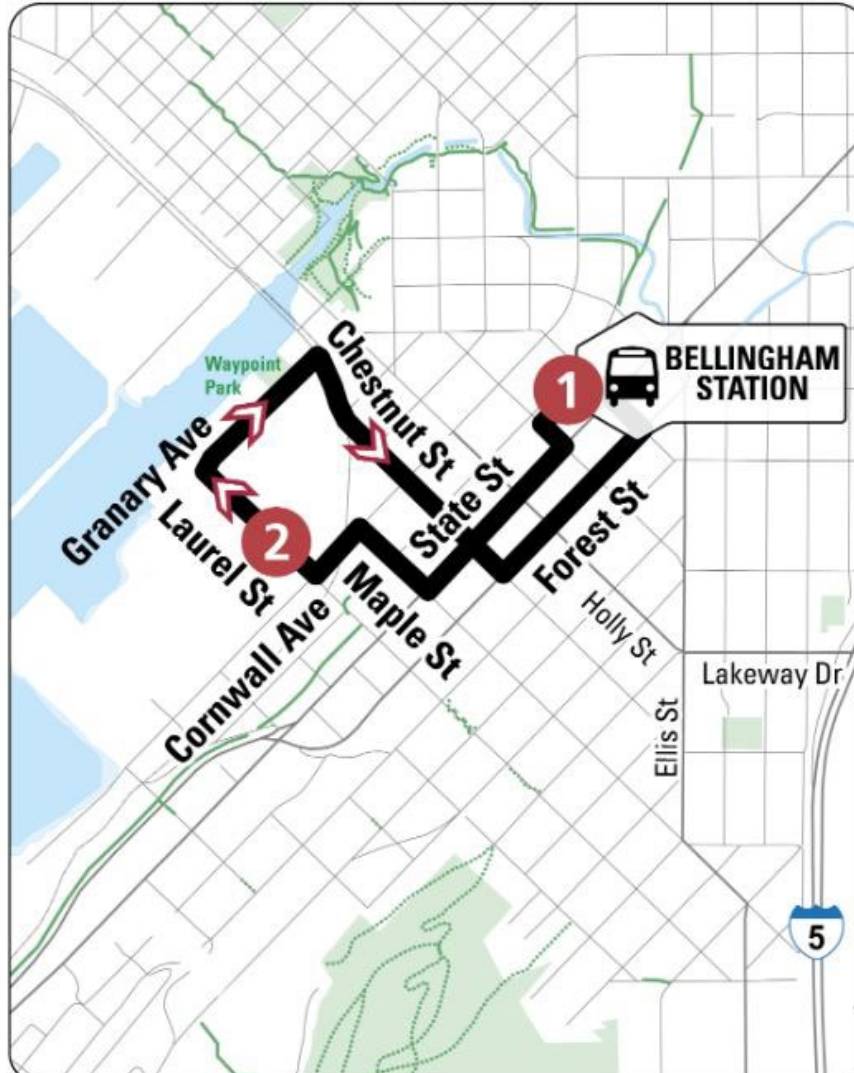 Waypoint
Park
Chestnut St
1
BELLINGHAM
STATION
Granary Ave
State St
Laurel St
2
Forest St
Maple St
Holly St
Cornwall Ave
Lakeway Dr
Ellis St
5